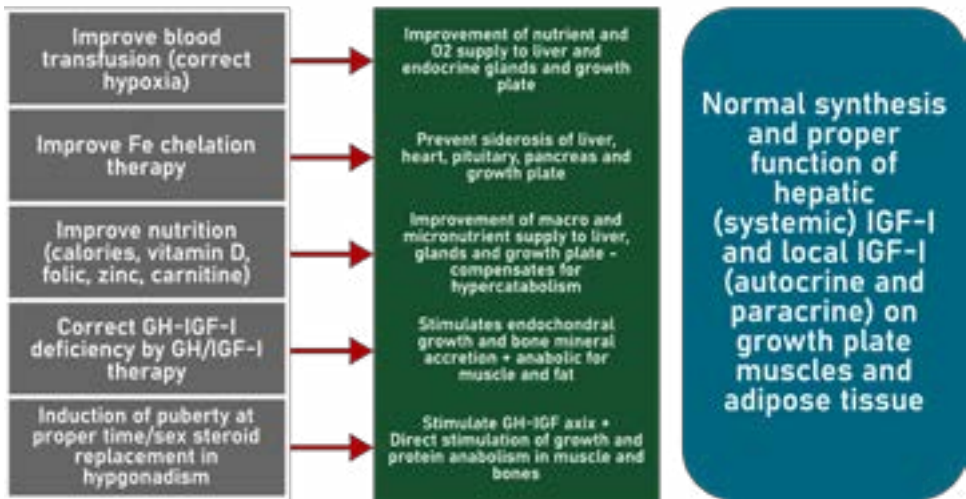 Improve blood
transfusion (correct
hypoxia)
Improvement of nutrient and
O2 supply to liver and
endocrine glands and growth
plate
Improve Fe chelation
therapy
Prevent siderosis of liver,
heart, pituitary, pancreas and
growth plate
Improve nutrition
(calories, vitamin D,
folic, zinc, carnitine)
Improvement of macro and
micronutrient supply to liver,
glands and growth plate -
compensates for
hypercatabolism
Correct GH-IGF-I
deficiency by GH/IGF-I
therapy
Stimulates endochondral
growth and bone mineral
accretion + anabolic for
muscle and fat
Induction of puberty at
proper time/sex steroid
replacement in
hypgonadism
Stimulate GH-IGF axix +
Direct stimulation of growth and
protein anabolism in muscle and
bones
Normal synthesis
and proper
function of
hepatic
(systemic) IGF-I
and local IGF-I
(autocrine and
paracrine) on
growth plate
muscles and
adipose tissue